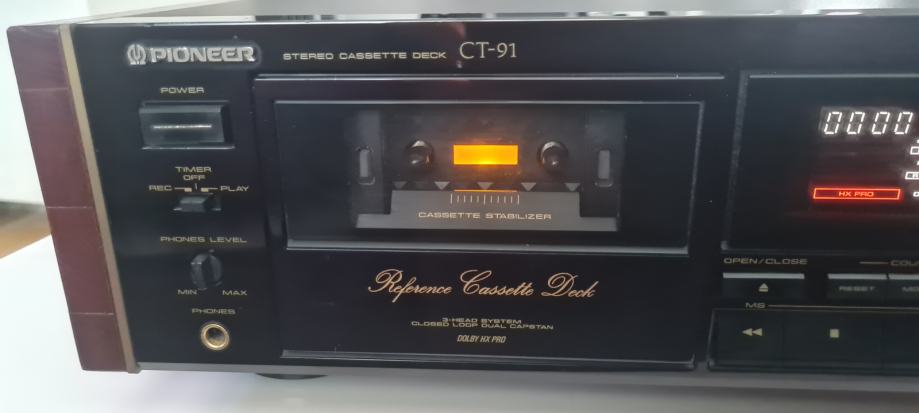 PIONEER
STEREO CASSETTE DECK CT-91
POWER
TIMER
OFF
REC PLAY
PHONES LEVEL
MIN MAX
PHONES
CASSETTE STABILIZER
Reference Cassette Deck
3-HEAD SYSTEM
CLOSED LOOP DUAL CAPSTAN
DOLBY HX PRO
0000
HX PRO
OPEN/CLOSE
RESET
MS